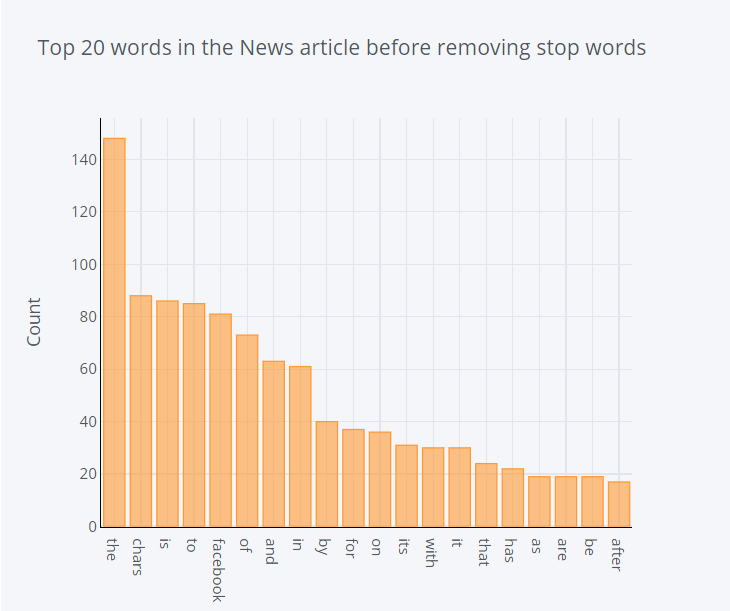 Top 20 words in the News article before removing stop words
Count
140
120
100
80
60
40
20
0
the
chars
is
to
facebook
of
and
in
by
for
on
its
with
it
that
has
as
are
be
after